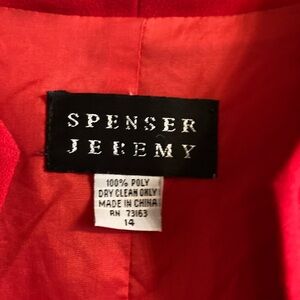 SPENSER
JEREMY
100% POLY
DRY CLEAN ONLY
MADE IN CHINA
RN 73163
14